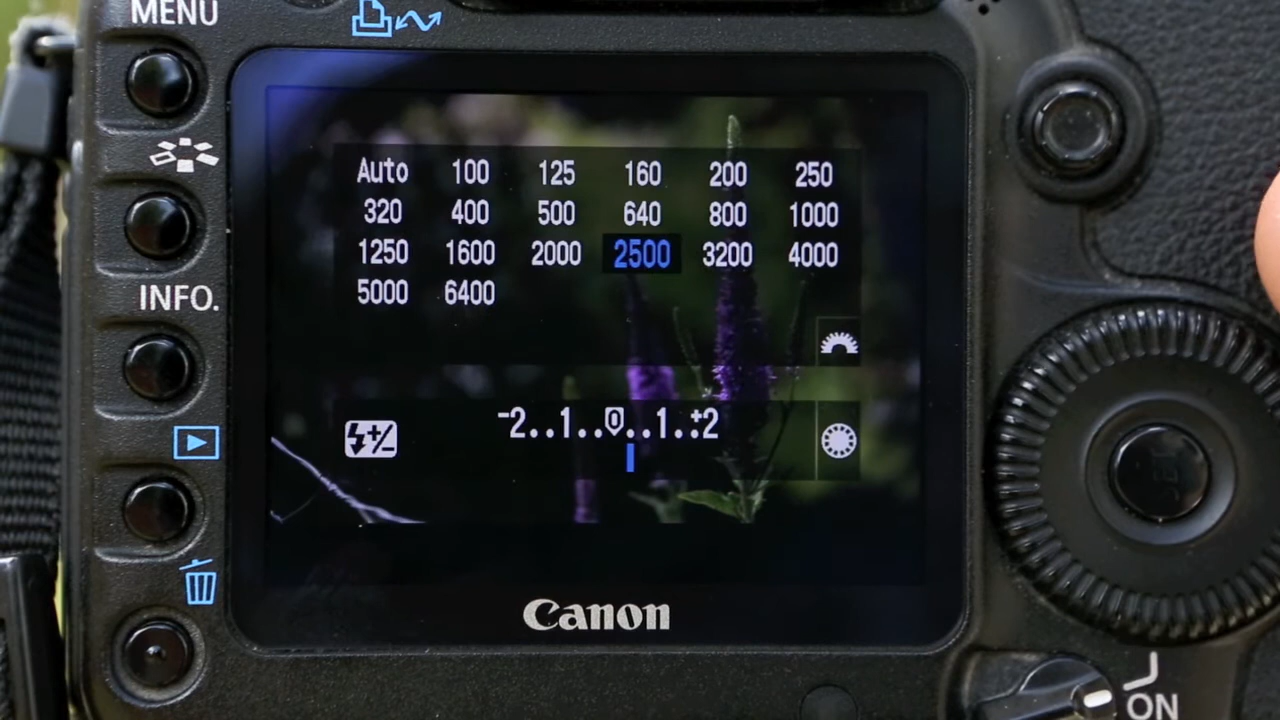 MENU
Auto 100 125 160 200 250
320 400 500 640 800 1000
1250 1600 2000 2500 3200 4000
5000 6400
INFO.
-2..1..0..1..+2
Canon
ON